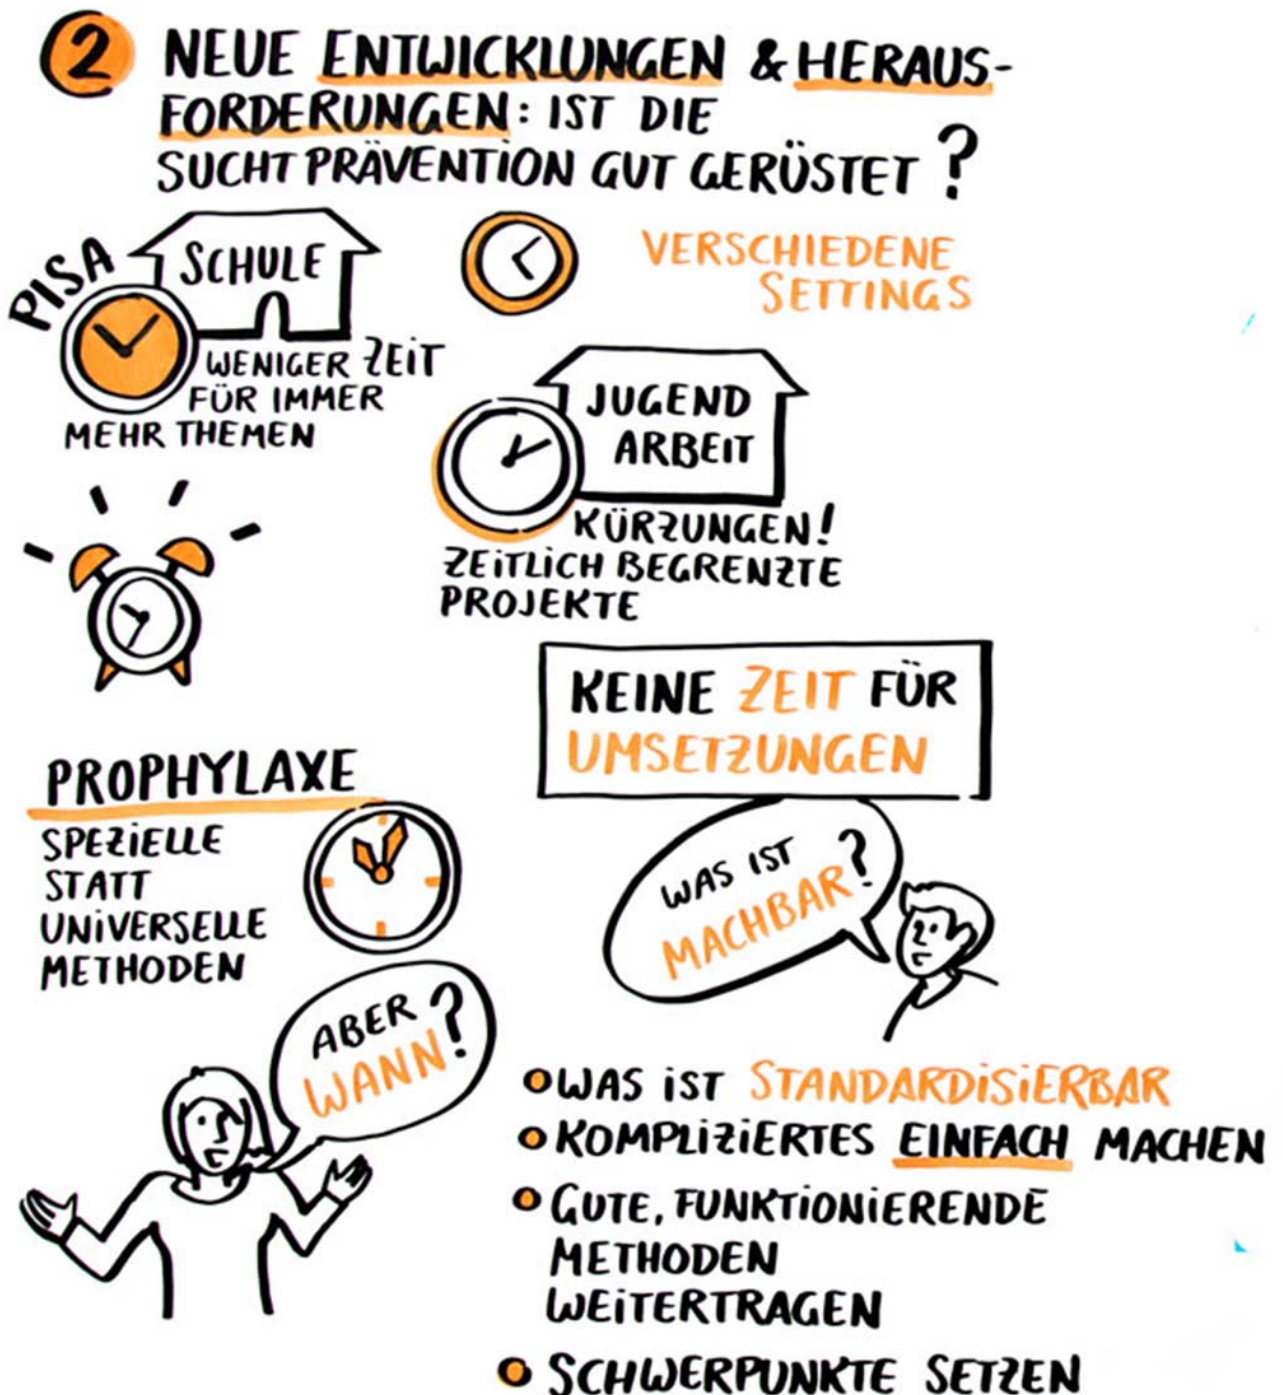 2 NEUE ENTWICKLUNGEN & HERAUS-
FORDERUNGEN: IST DIE
SUCHT PRÄVENTION GUT GERÜSTET ?
PISA
SCHULE
WENIGER ZEIT
FÜR IMMER
MEHR THEMEN
VERSCHIEDENE
SETTINGS
JUGEND
ARBEIT
KÜRZUNGEN!
ZEITLICH BEGRENZTE
PROJEKTE
KEINE ZEIT FÜR
UMSETZUNGEN
PROPHYLAXE
SPEZIELLE
STATT
UNIVERSELLE
METHODEN
WAS IST
MACHBAR?
ABER
WANN?
WAS IST STANDARDISIERBAR
KOMPLIZIERTES EINFACH MACHEN
GUTE, FUNKTIONIERENDE
METHODEN
WEITERTRAGEN
SCHWERPUNKTE SETZEN